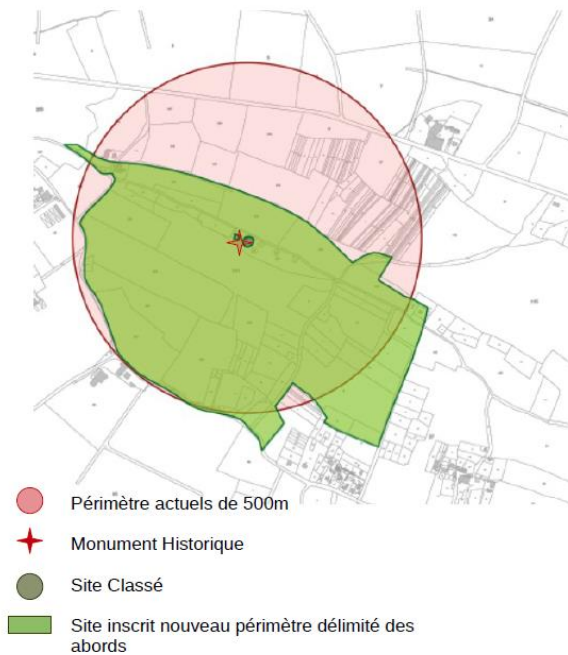 Périmètre actuels de 500m
Monument Historique
Site Classé
Site inscrit nouveau périmètre délimité des
abords